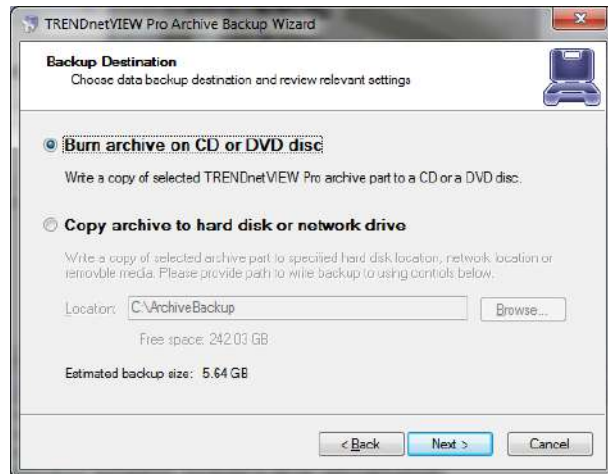 TRENDnetVIEW Pro Archive Backup Wizard
Backup Destination
Choose data backup destination and review relevant settings
Burn archive on CD or DVD disc
Write a copy of selected TRENDnetVIEW Pro archive part to a CD or a DVD disc.
Copy archive to hard disk or network drive
Write a copy of selected archive part to specified hard disk location, network location or
removble media. Please provide path to write backup to using controls below.
Location: C:\ArchiveBackup Browse...
Free space: 242.03 GB
Estimated backup size: 5.64 GB
< Back Next > Cancel